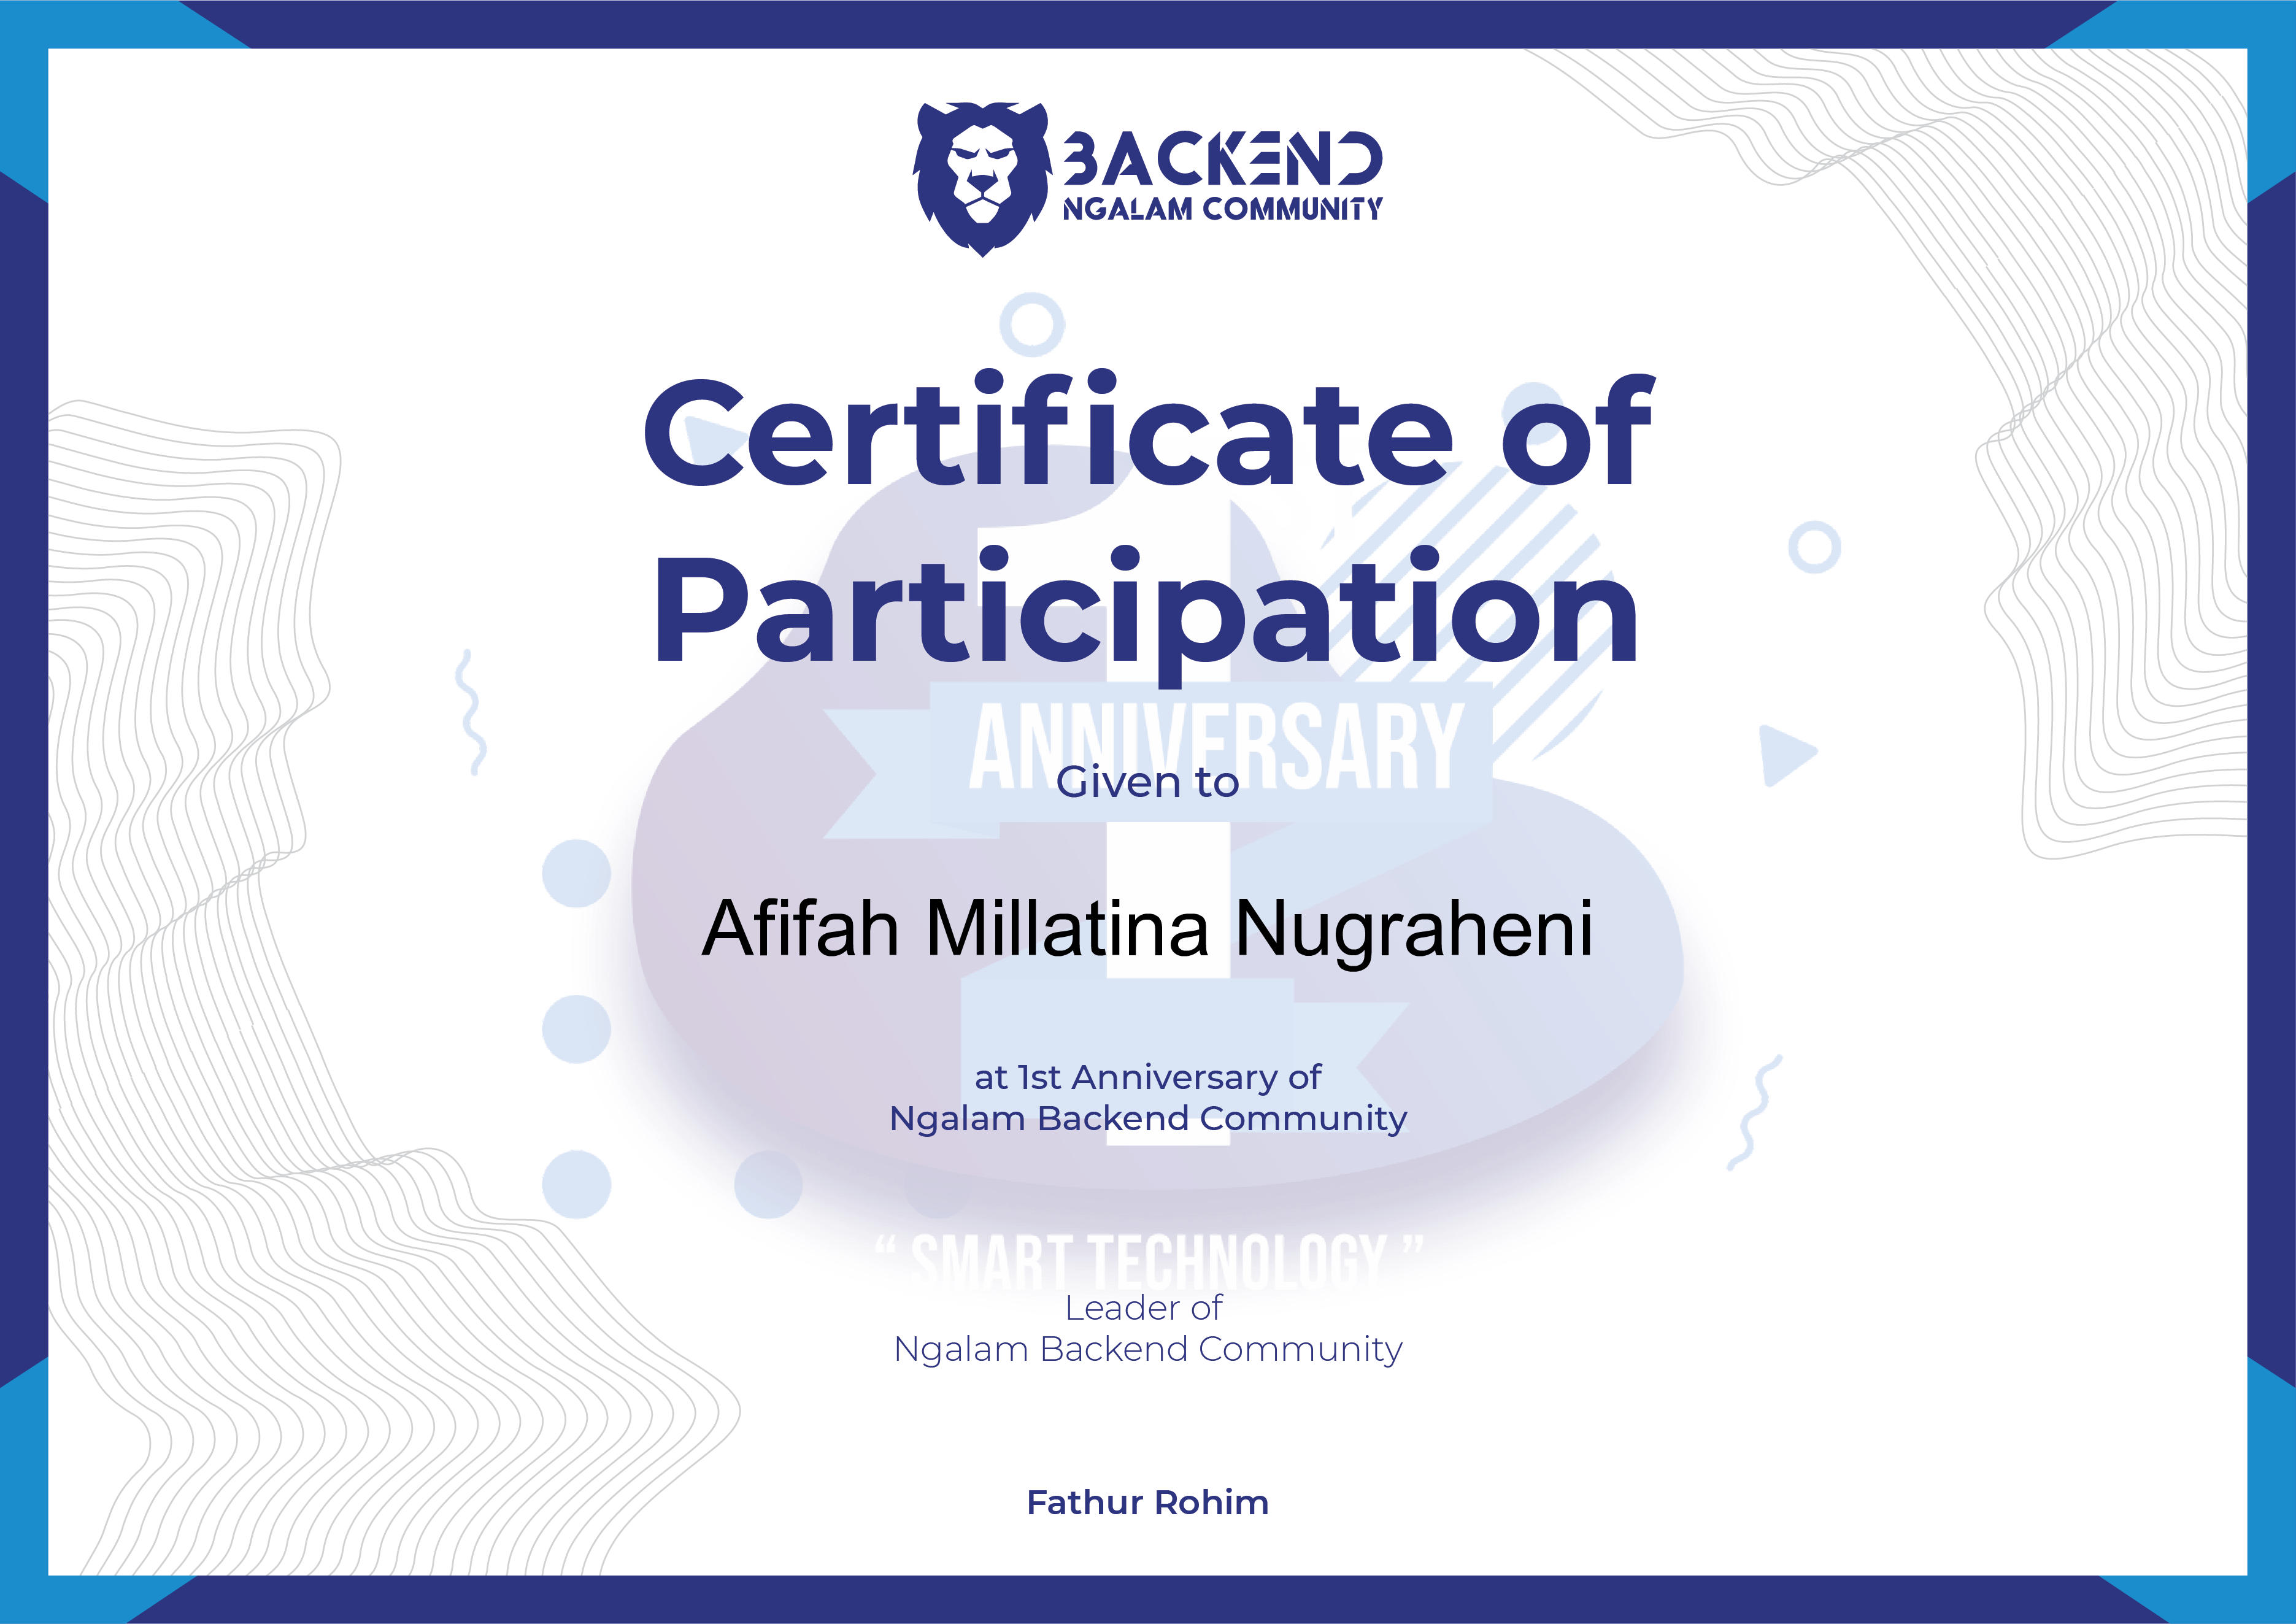 BACKEND
NGALAM COMMUNITY
Certificate of
Participation
ANNIVERSARY
Given to
Afifah Millatina Nugraheni
at 1st Anniversary of
Ngalam Backend Community
“ SMART TECHNOLOGY ”
Leader of
Ngalam Backend Community
Fathur Rohim